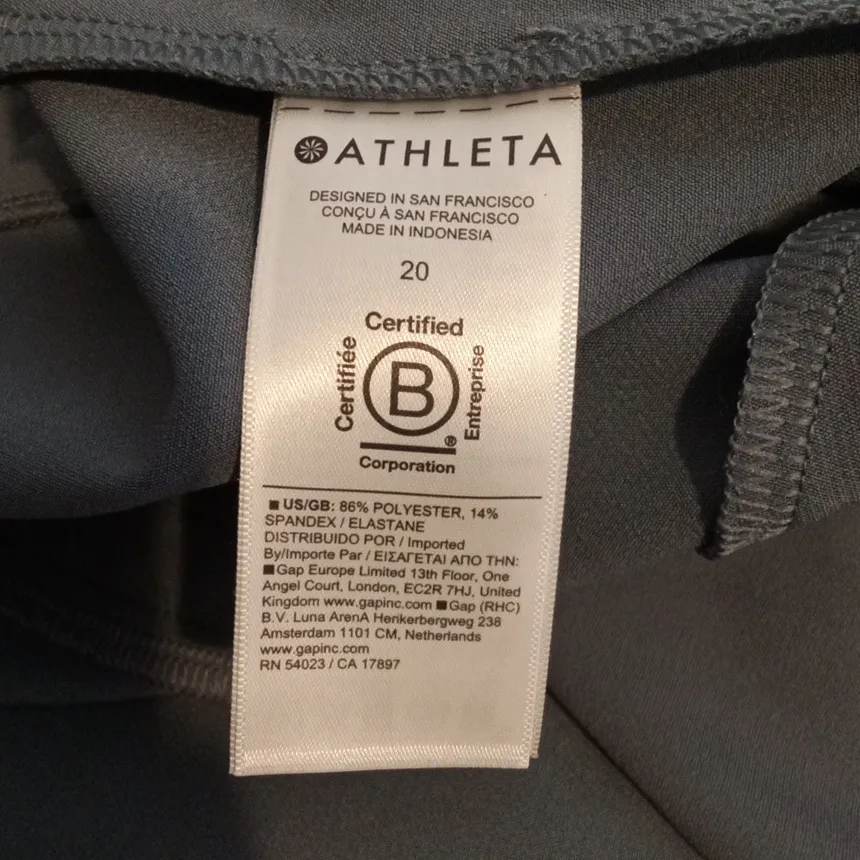 ATHLETA
DESIGNED IN SAN FRANCISCO
CONÇU À SAN FRANCISCO
MADE IN INDONESIA
20
Certified
Certifiée
B
Entreprise
®
Corporation
■ US/GB: 86% POLYESTER, 14%
SPANDEX / ELASTANE
DISTRIBUIDO POR / Imported
By/Importe Par / ΕΙΣΑΓΕΤΑΙ ΑΠΟ ΤΗΝ:
■Gap Europe Limited 13th Floor, One
Angel Court, London, EC2R 7HJ, United
Kingdom www.gapinc.com ■Gap (RHC)
B.V. Luna ArenA Herikerbergweg 238
Amsterdam 1101 CM, Netherlands
www.gapinc.com
RN 54023 / CA 17897